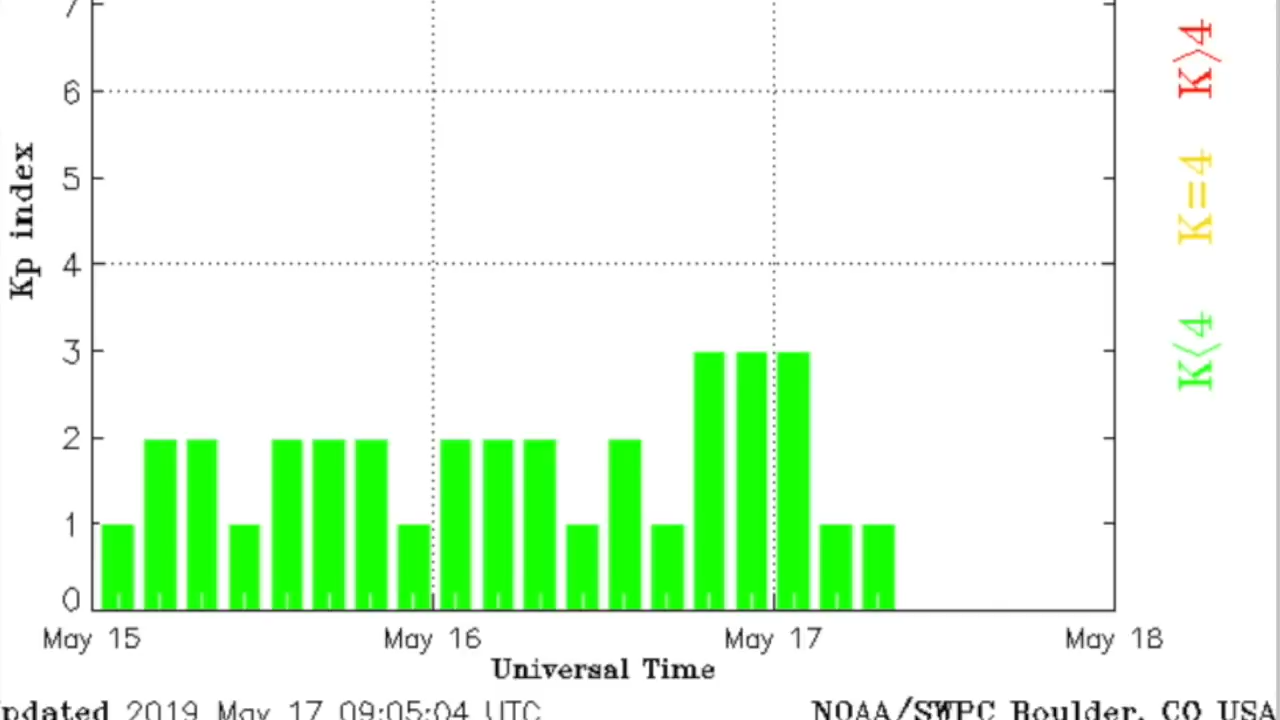 7
6
5
4
3
2
1
0
Kp index
K>4
K=4
K<4
May 15 May 16 May 17 May 18
Universal Time
pdated 2019 May 17 09:05:04 UTC
NOAA/SWPC Boulder, CO USA